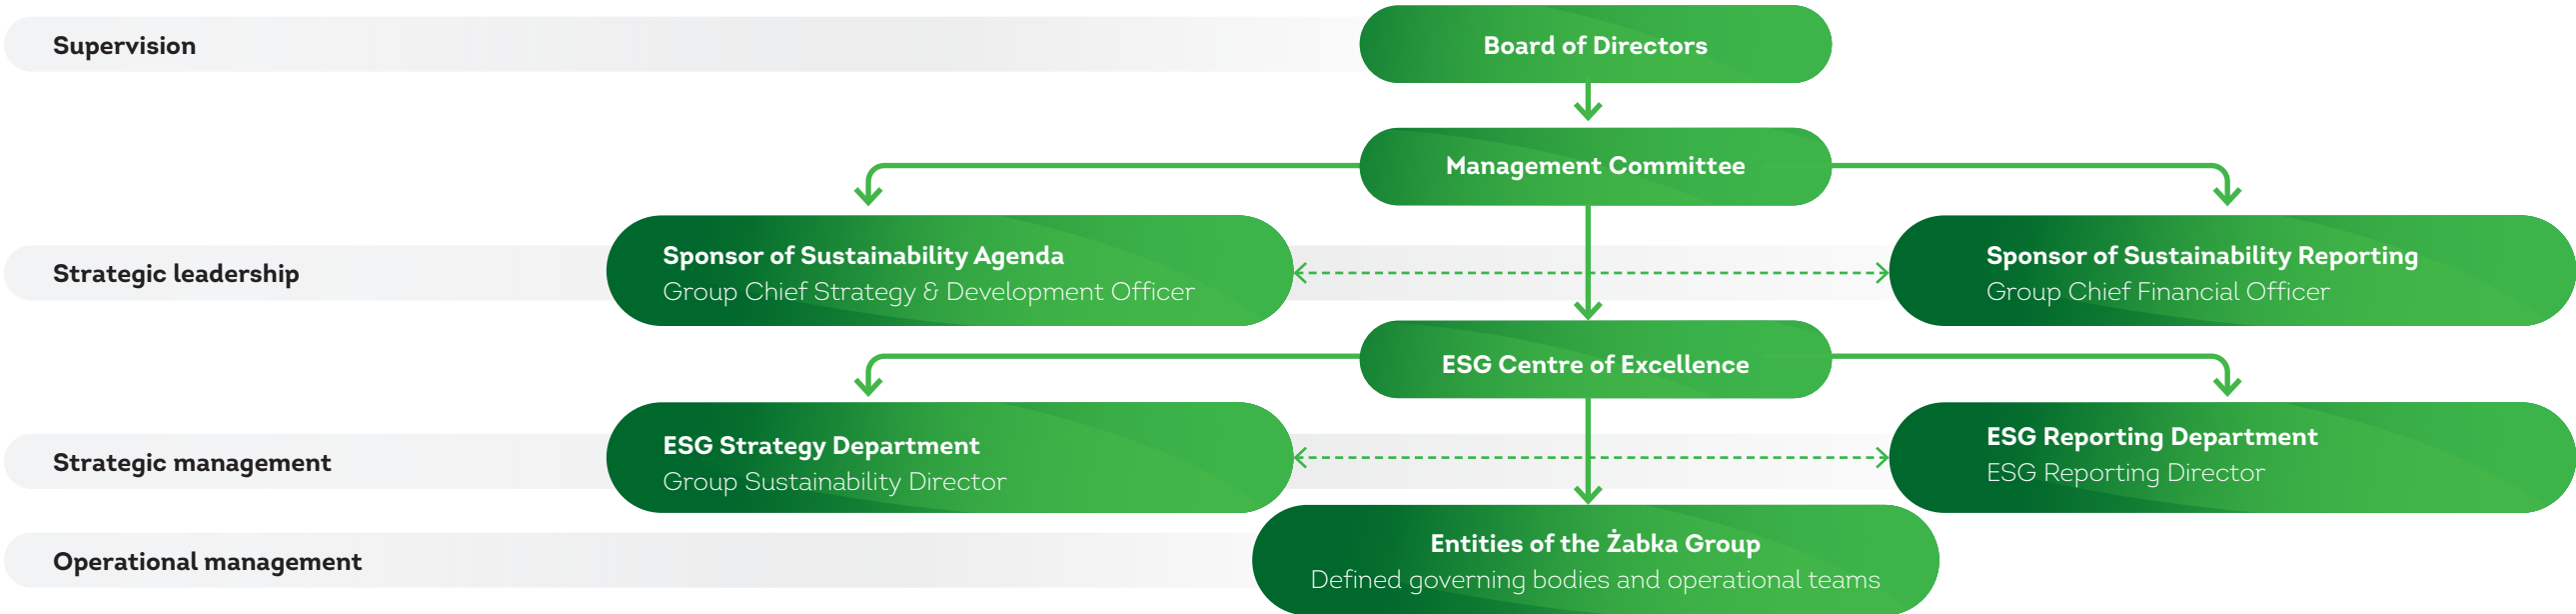 Supervision
Board of Directors
Management Committee
Strategic leadership
Sponsor of Sustainability Agenda
Group Chief Strategy & Development Officer
Sponsor of Sustainability Reporting
Group Chief Financial Officer
ESG Centre of Excellence
Strategic management
ESG Strategy Department
Group Sustainability Director
ESG Reporting Department
ESG Reporting Director
Operational management
Entities of the Żabka Group
Defined governing bodies and operational teams